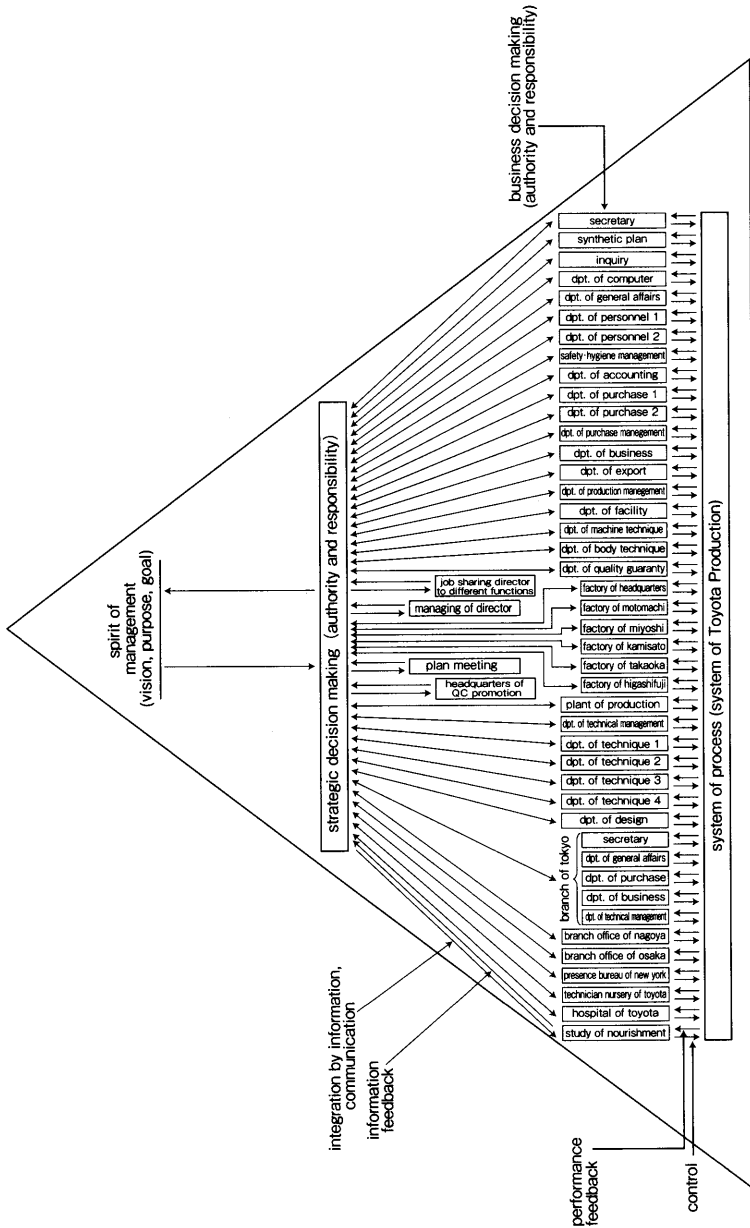 spirit of
management
(vision, purpose, goal)
strategic decision making (authority and responsibility)
business decision making
(authority and responsibility)
integration by information,
communication
information
feedback
job sharing director
to different functions
managing of director
plan meeting
headquarters of
QC promotion
secretary
synthetic plan
inquiry
dpt. of computer
dpt. of general affairs
dpt. of personnel 1
dpt. of personnel 2
safety·hygiene management
dpt. of accounting
dpt. of purchase 1
dpt. of purchase 2
dpt. of purchase manegement
dpt. of business
dpt. of export
dpt. of production manegement
dpt. of facility
dpt. of machine technique
dpt. of body technique
dpt. of quality guaranty
factory of headquarters
factory of motomachi
factory of miyoshi
factory of kamisato
factory of takaoka
factory of higashifuji
plant of production
dpt. of technical management
dpt. of technique 1
dpt. of technique 2
dpt. of technique 3
dpt. of technique 4
dpt. of design
branch of tokyo
secretary
dpt. of general affairs
dpt. of purchase
dpt. of business
dpt. of technical management
branch office of nagoya
branch office of osaka
presence bureau of new york
technician nursery of toyota
hospital of toyota
study of nourishment
system of process (system of Toyota Production)
performance
feedback
control